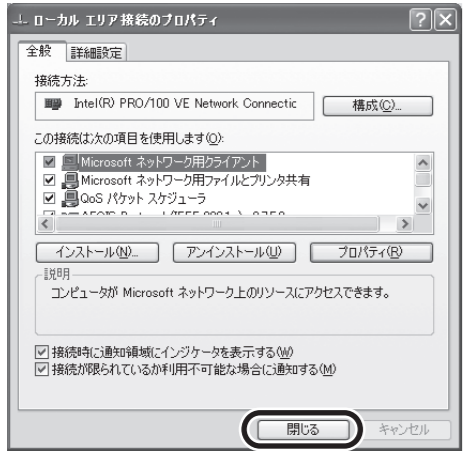 ローカル エリア接続のプロパティ
全般 詳細設定
接続方法:
Intel(R) PRO/100 VE Network Connectic
構成(C)...
この接続は次の項目を使用します(O):
Microsoft ネットワーク用クライアント
Microsoft ネットワーク用ファイルとプリンタ共有
QoS パケット スケジューラ
インストール(N)... アンインストール(U) プロパティ(R)
説明
コンピュータが Microsoft ネットワーク上のリソースにアクセスできます。
接続時に通知領域にインジケータを表示する(W)
接続が限られているか利用不可能な場合に通知する(M)
閉じる キャンセル